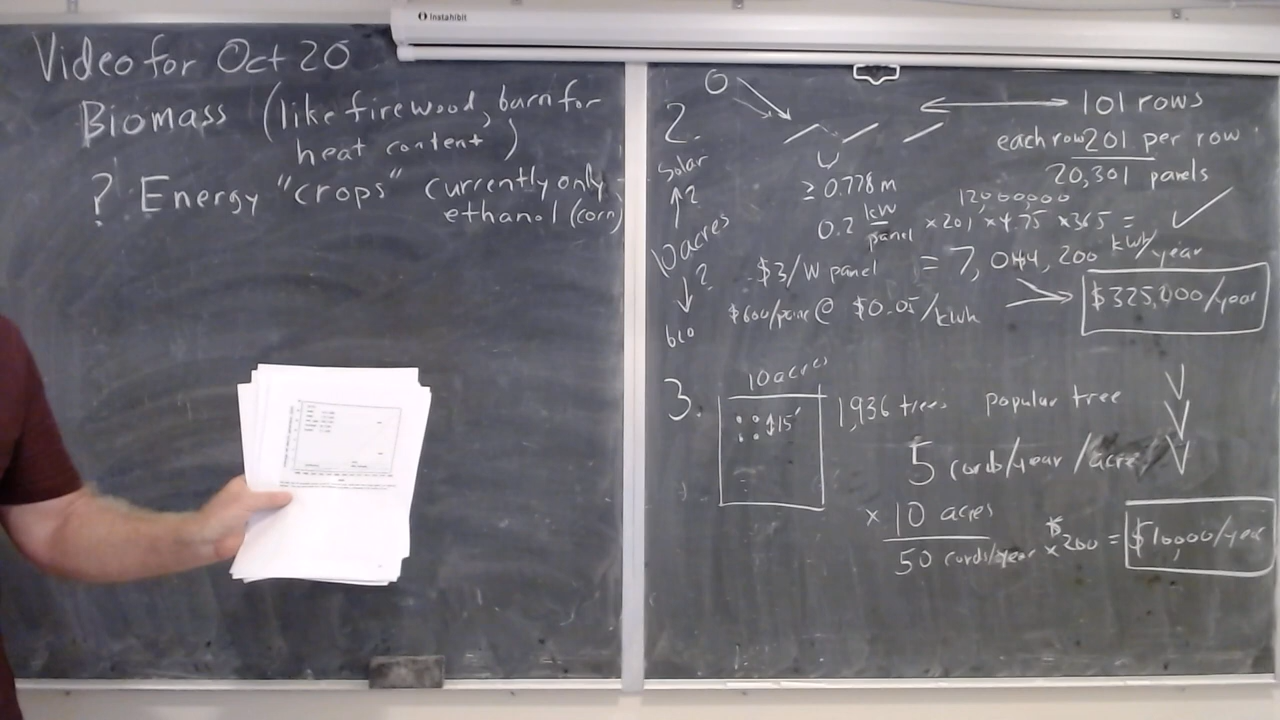 Instahibit
Video for Oct 20
Biomass (like firewood, burn for
heat content)
? Energy "crops" currently only
ethanol (corn)
2.
Solar
↑?
10 acres
↓ ?
bio
101 rows
each row 201 per row
20,301 panels
≥ 0.778 m
12,000,000
0.2 kW/panel × 201 × 4.75 × 365 =
= 7,044,200 kWh/year
$3/W panel
@ $0.05/kWh
$325,000/year
3.
10 acres
15'
1,936 trees popular tree
5 cords/year/acre
× 10 acres
50 cords/year × $200 = $10,000/year